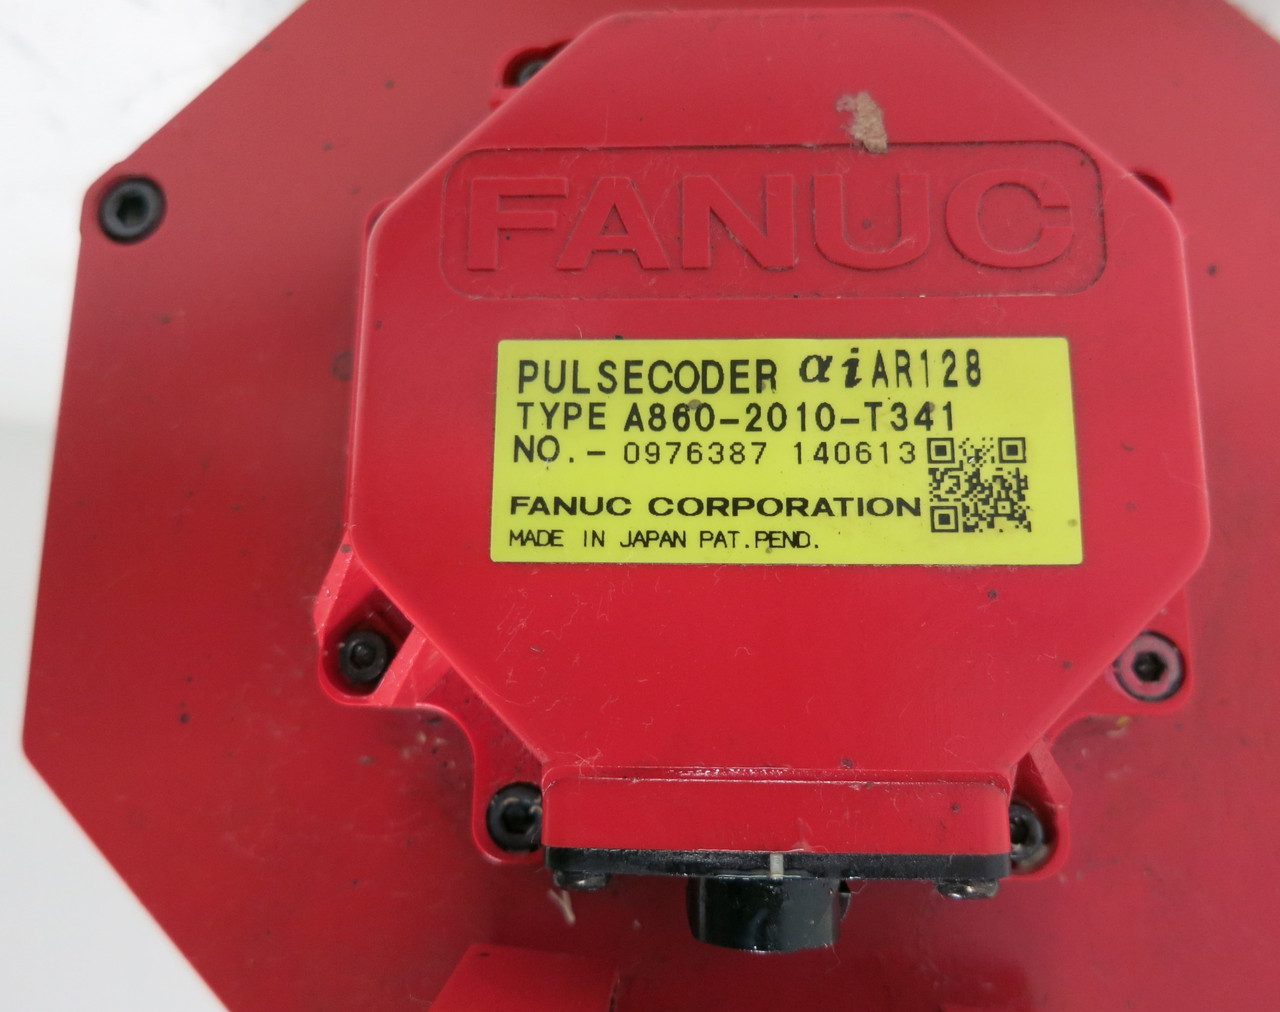 FANUC
PULSECODER αiAR128
TYPE A860-2010-T341
NO.- 0976387 140613
FANUC CORPORATION
MADE IN JAPAN PAT.PEND.